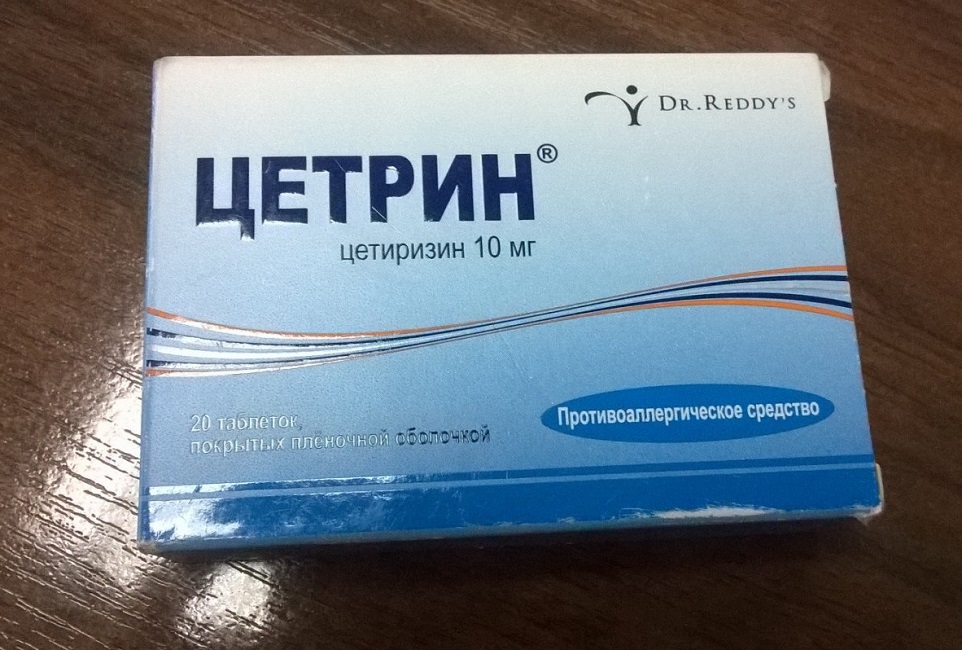 DR.REDDY'S
ЦЕТРИН®
цетиризин 10 мг
20 таблеток,
покрытых плёночной оболочкой
Противоаллергическое средство